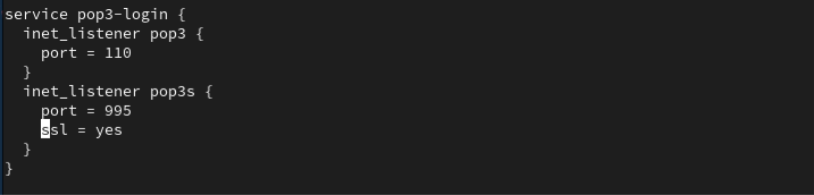 service pop3-login {
  inet_listener pop3 {
    port = 110
  }
  inet_listener pop3s {
    port = 995
    ssl = yes
  }
}